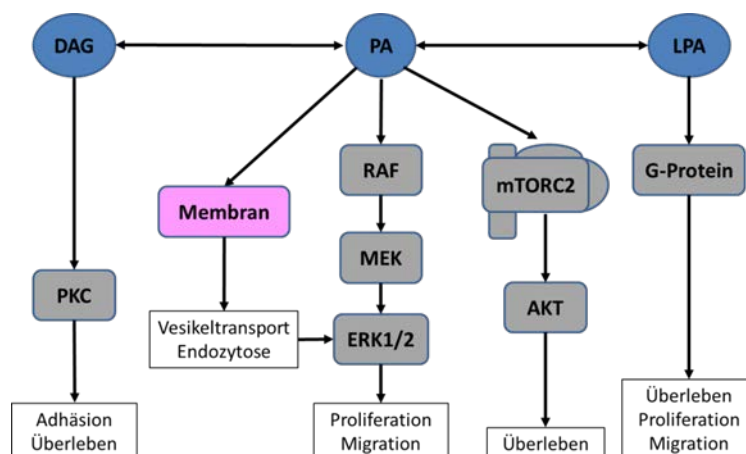 DAG
PA
LPA
RAF
mTORC2
G-Protein
Membran
MEK
PKC
AKT
Vesikeltransport
Endozytose
ERK1/2
Adhäsion
Überleben
Proliferation
Migration
Überleben
Überleben
Proliferation
Migration